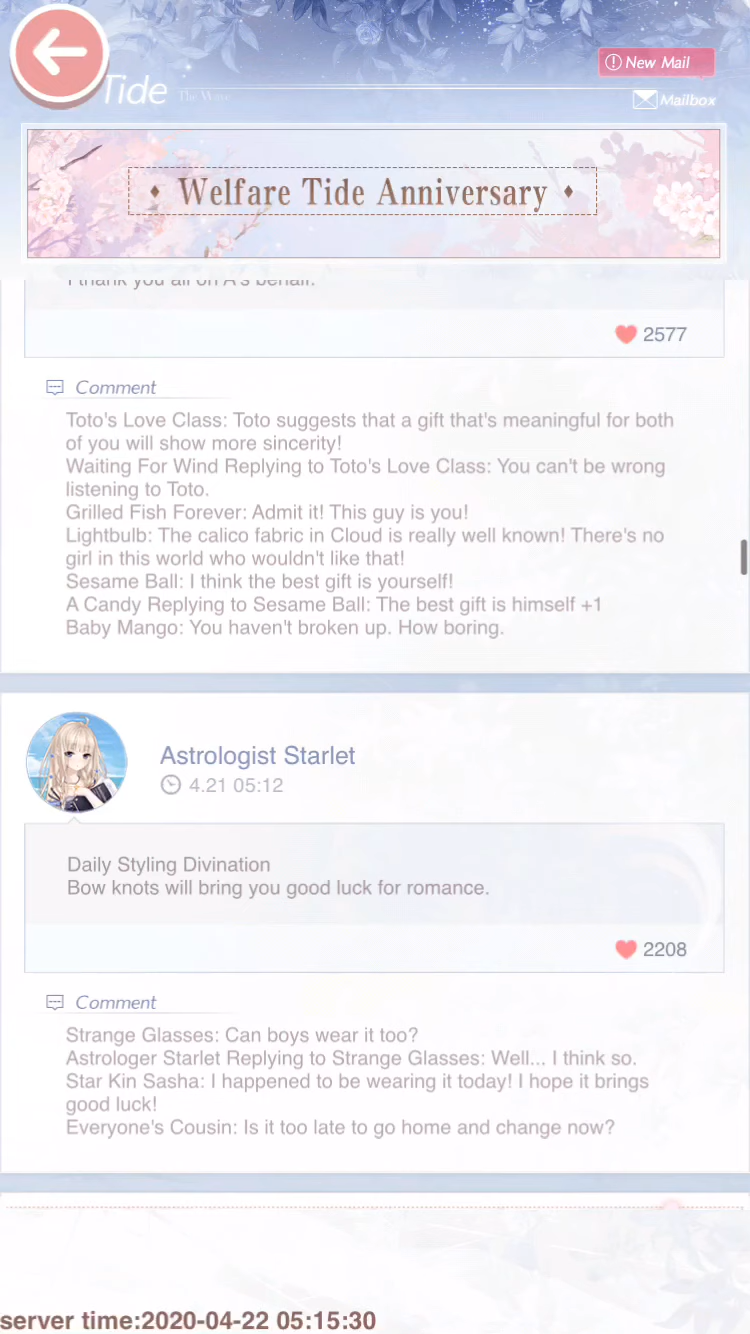 New Mail
Tide
The Wave
Mailbox
Welfare Tide Anniversary
I thank you all on A's behalf.
2577
Comment
Toto's Love Class: Toto suggests that a gift that's meaningful for both
of you will show more sincerity!
Waiting For Wind Replying to Toto's Love Class: You can't be wrong
listening to Toto.
Grilled Fish Forever: Admit it! This guy is you!
Lightbulb: The calico fabric in Cloud is really well known! There's no
girl in this world who wouldn't like that!
Sesame Ball: I think the best gift is yourself!
A Candy Replying to Sesame Ball: The best gift is himself +1
Baby Mango: You haven't broken up. How boring.
Astrologist Starlet
4.21 05:12
Daily Styling Divination
Bow knots will bring you good luck for romance.
2208
Comment
Strange Glasses: Can boys wear it too?
Astrologer Starlet Replying to Strange Glasses: Well... I think so.
Star Kin Sasha: I happened to be wearing it today! I hope it brings
good luck!
Everyone's Cousin: Is it too late to go home and change now?
server time:2020-04-22 05:15:30